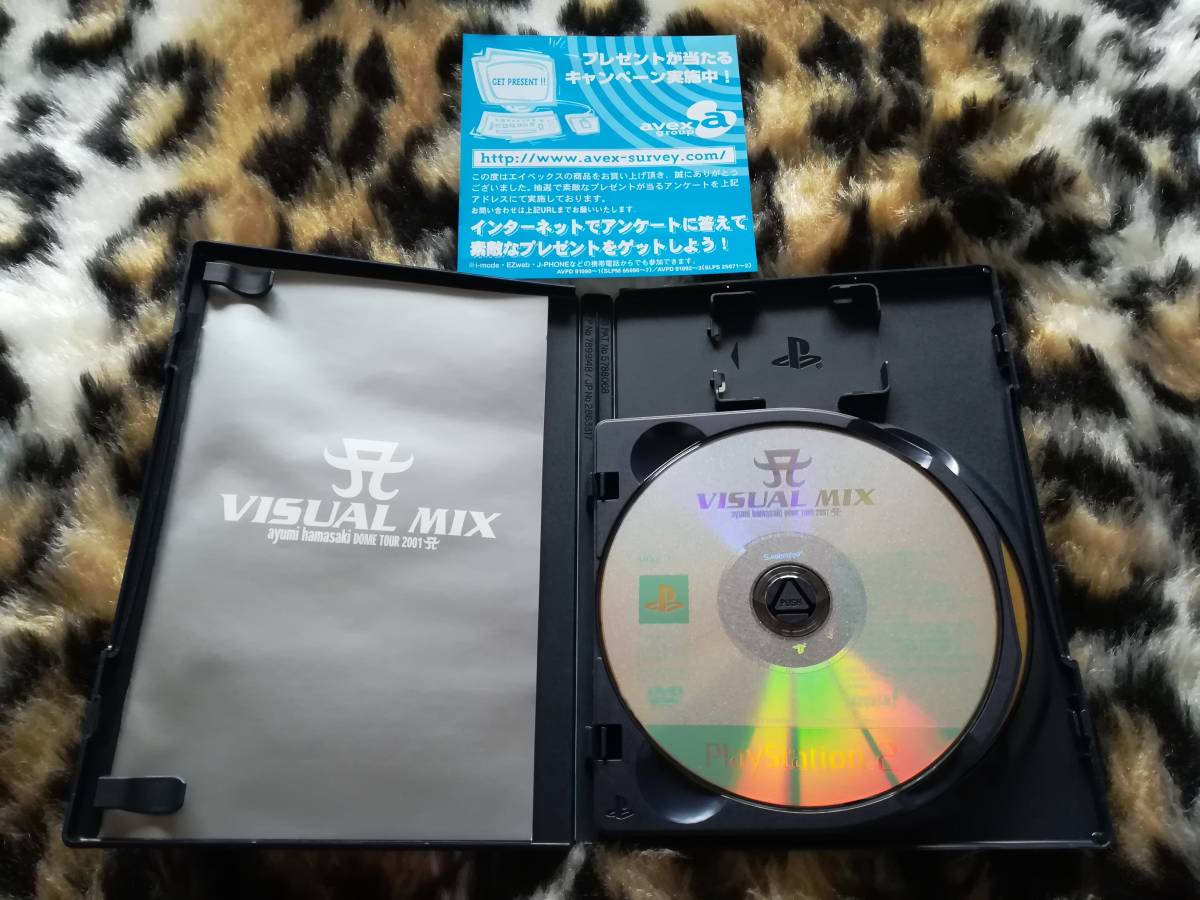 プレゼントが当たる
キャンペーン実施中！
GET PRESENT !!
avex
group
a
http://www.avex-survey.com/
この度はエイベックスの商品をお買い上げ頂き、誠にありがとう
ございました。抽選で素敵なプレゼントが当るアンケートを上記
アドレスにて実施しております。
お問い合わせは上記URLまでお願いいたします。
インターネットでアンケートに答えて
素敵なプレゼントをゲットしよう！
※i-mode・EZweb・J-PHONEなどの携帯電話からでも参加できます。
VISUAL MIX
ayumi hamasaki DOME TOUR 2001 A
VISUAL MIX
ayumi hamasaki DOME TOUR 2001 A
PUSH
DVD
PlayStation.2